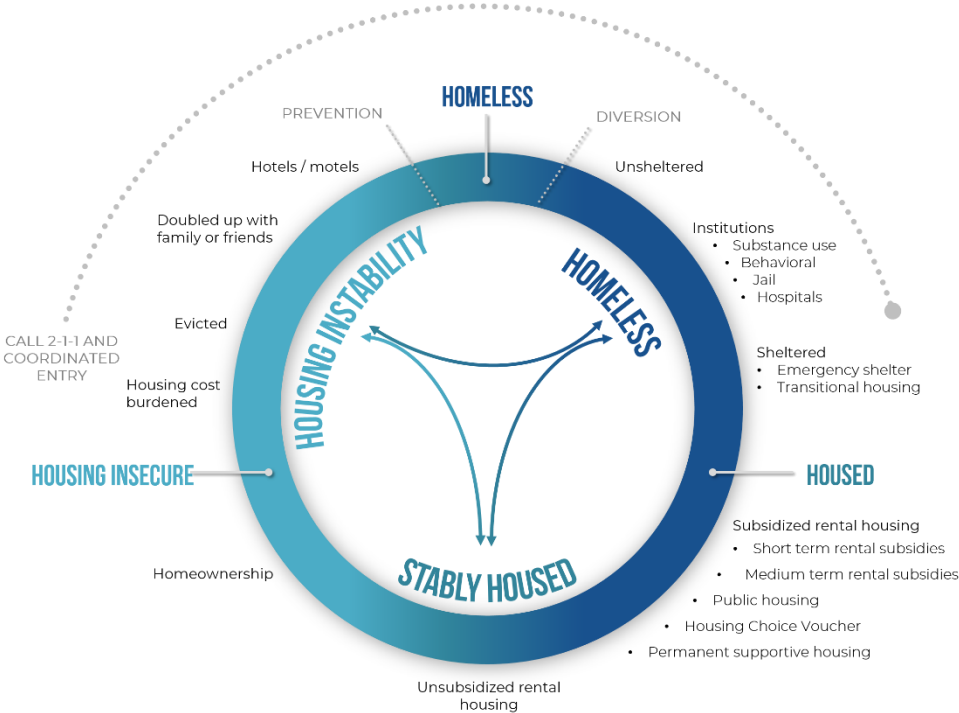 HOMELESS
PREVENTION
DIVERSION
Hotels / motels
Unsheltered
Doubled up with
family or friends
Institutions
• Substance use
• Behavioral
• Jail
• Hospitals
HOUSING INSTABILITY
HOMELESS
Evicted
CALL 2-1-1 AND
COORDINATED
ENTRY
Sheltered
• Emergency shelter
• Transitional housing
Housing cost
burdened
HOUSING INSECURE
HOUSED
Subsidized rental housing
• Short term rental subsidies
• Medium term rental subsidies
• Public housing
• Housing Choice Voucher
• Permanent supportive housing
Homeownership
STABLY HOUSED
Unsubsidized rental
housing